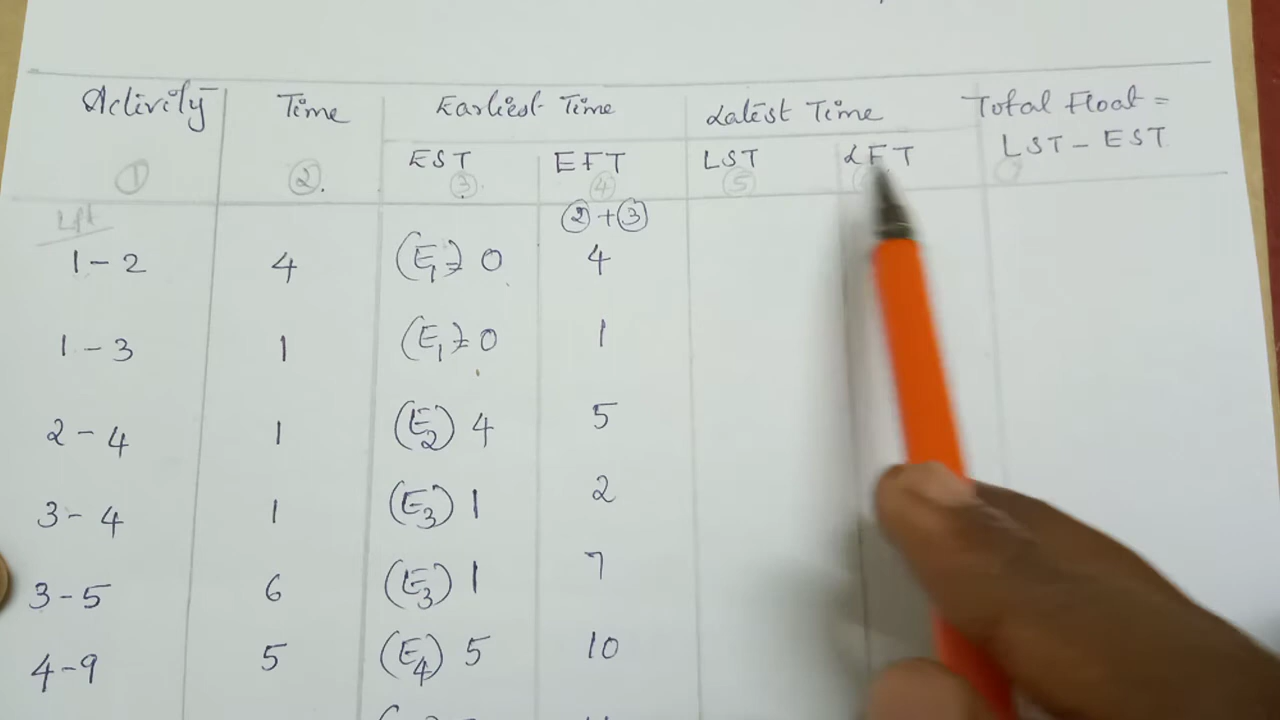 Activity Time Earliest Time Latest Time Total Float =
EST EFT LST LFT LST - EST
① ② ③ ④ ⑤
② + ③
1 - 2 4 (E1) = 0 4
1 - 3 1 (E1) = 0 1
2 - 4 1 (E2) 4 5
3 - 4 1 (E3) 1 2
3 - 5 6 (E3) 1 7
4 - 9 5 (E4) 5 10